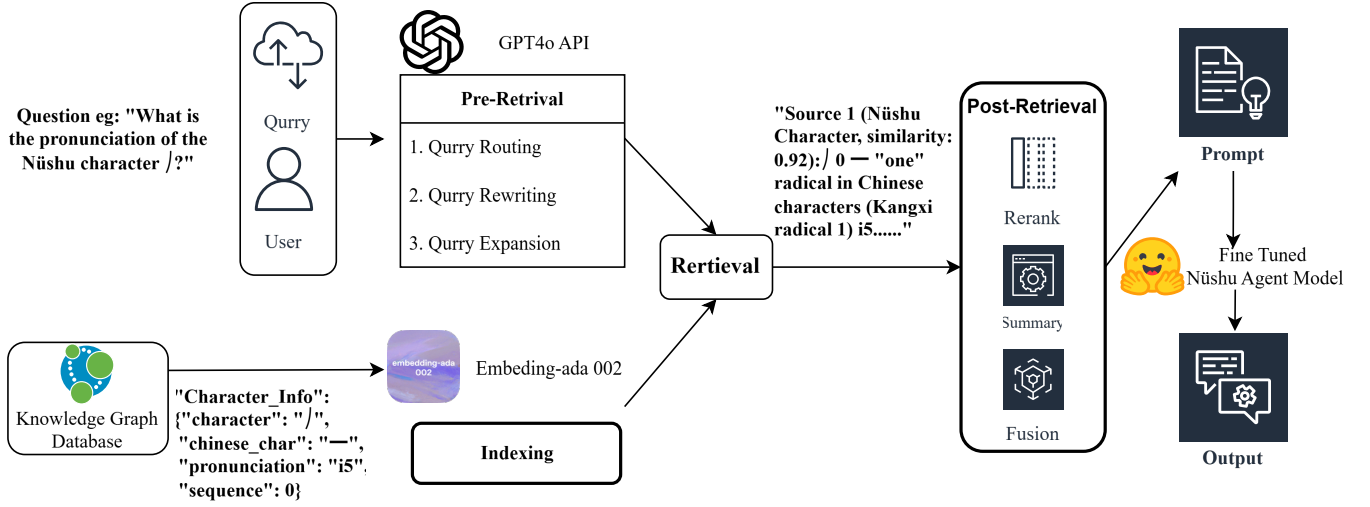 Question eg: "What is
the pronunciation of the
Nüshu character 丿?"
Qurry
User
GPT4o API
Pre-Retrival
1. Qurry Routing
2. Qurry Rewriting
3. Qurry Expansion
Knowledge Graph
Database
"Character_Info":
{"character": "丿",
"chinese_char": "一",
"pronunciation": "i5".
"sequence": 0}
embedding-ada
002
Embeding-ada 002
Indexing
Rertieval
"Source 1 (Nüshu
Character, similarity:
0.92):丿 0 一 "one"
radical in Chinese
characters (Kangxi
radical 1) i5......"
Post-Retrieval
Rerank
Summary
Fusion
Prompt
Fine Tuned
Nüshu Agent Model
Output